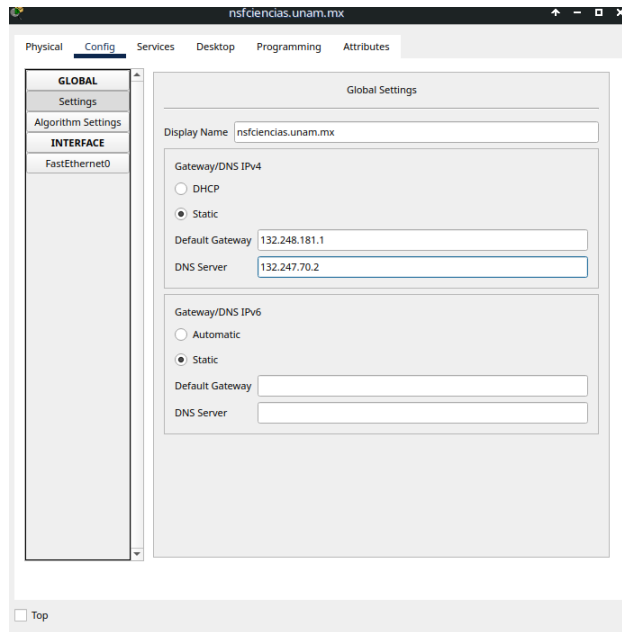 nsfciencias.unam.mx
Physical Config Services Desktop Programming Attributes
GLOBAL
Settings
Algorithm Settings
INTERFACE
FastEthernet0
Global Settings
Display Name nsfciencias.unam.mx
Gateway/DNS IPv4
DHCP
Static
Default Gateway 132.248.181.1
DNS Server 132.247.70.2
Gateway/DNS IPv6
Automatic
Static
Default Gateway
DNS Server
Top